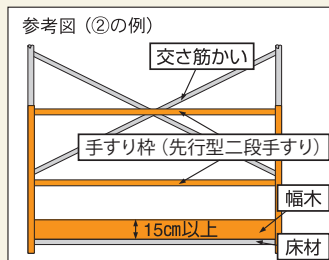 参考図（②の例）
交さ筋かい
手すり枠（先行型二段手すり）
幅木
15㎝以上
床材